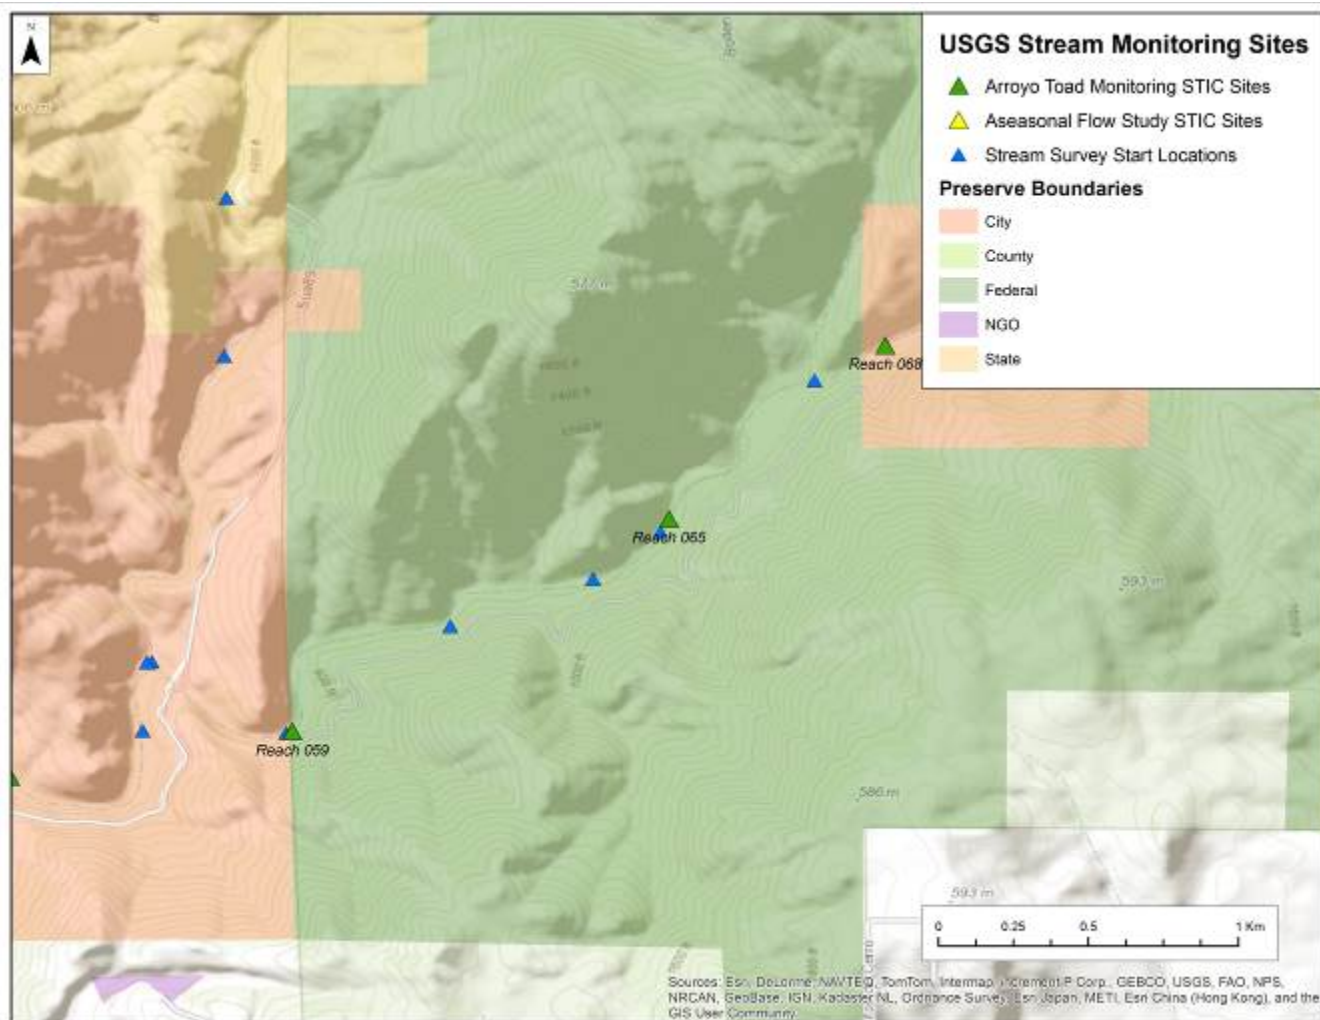 N
USGS Stream Monitoring Sites
Arroyo Toad Monitoring STIC Sites
Aseasonal Flow Study STIC Sites
Stream Survey Start Locations
Preserve Boundaries
City
County
Federal
NGO
State
577 m
Reach 068
Reach 065
593 m
Reach 059
586 m
593 m
0 0.25 0.5 1 Km
Sources: Esri, DeLorme, NAVTEQ, TomTom, Intermap, increment P Corp., GEBCO, USGS, FAO, NPS,
NRCAN, GeoBase, IGN, Kadaster NL, Ordnance Survey, Esri Japan, METI, Esri China (Hong Kong), and the
GIS User Community